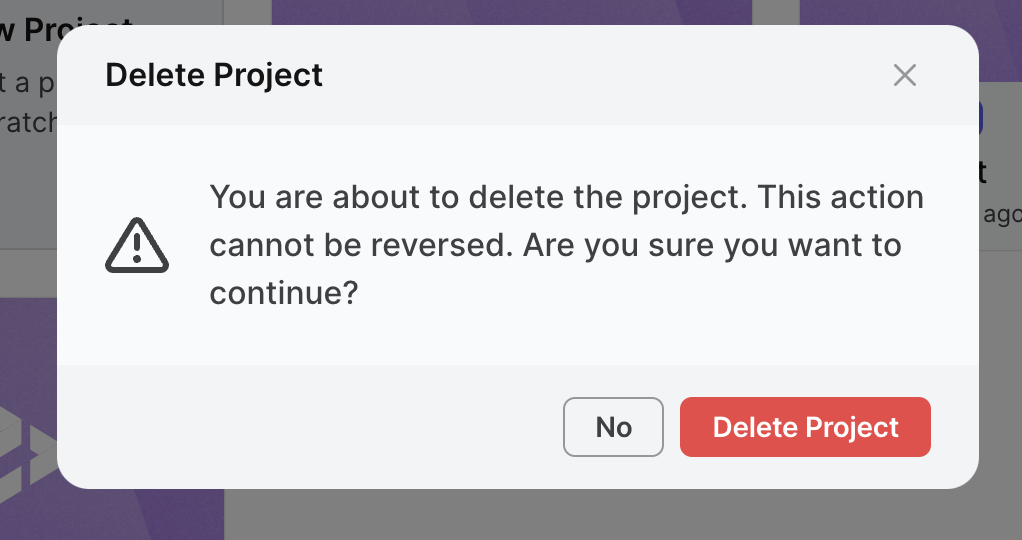 w Project
t a p
ratch
Delete Project
You are about to delete the project. This action
cannot be reversed. Are you sure you want to
continue?
No
Delete Project
t
ago